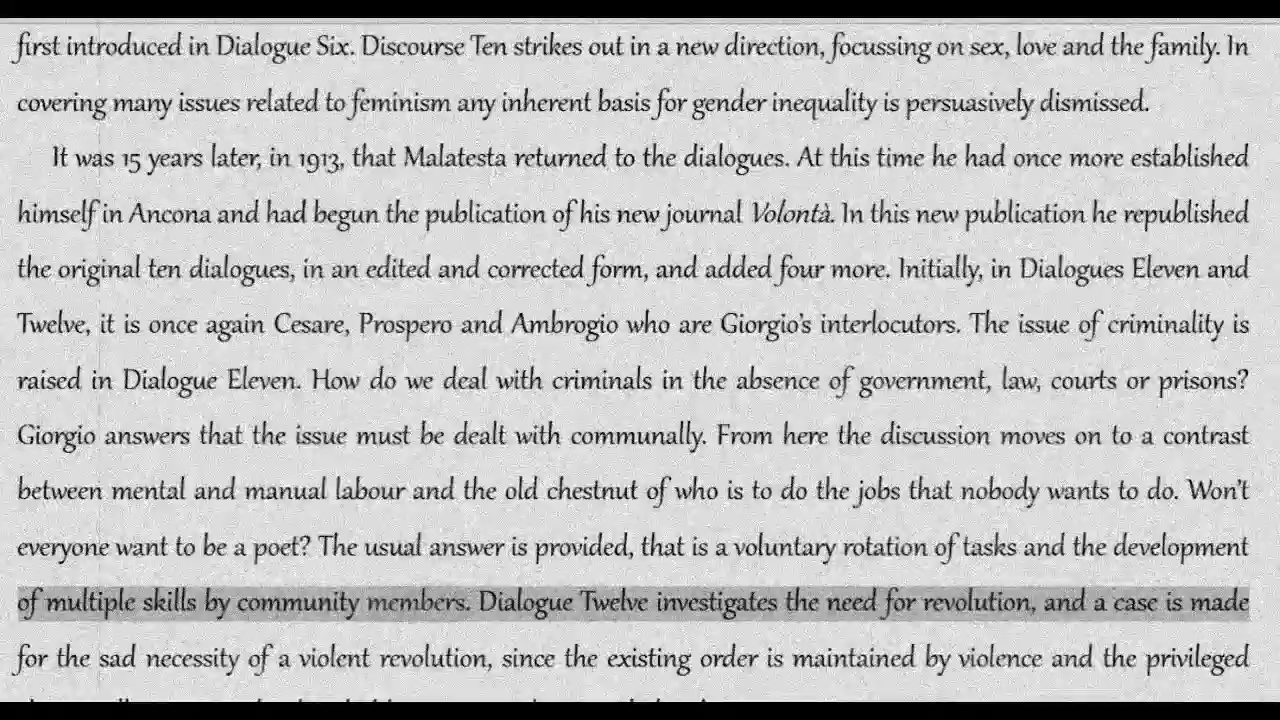 first introduced in Dialogue Six. Discourse Ten strikes out in a new direction, focussing on sex, love and the family. In
covering many issues related to feminism any inherent basis for gender inequality is persuasively dismissed.
It was 15 years later, in 1913, that Malatesta returned to the dialogues. At this time he had once more established
himself in Ancona and had begun the publication of his new journal Volontà. In this new publication he republished
the original ten dialogues, in an edited and corrected form, and added four more. Initially, in Dialogues Eleven and
Twelve, it is once again Cesare, Prospero and Ambrogio who are Giorgio's interlocutors. The issue of criminality is
raised in Dialogue Eleven. How do we deal with criminals in the absence of government, law, courts or prisons?
Giorgio answers that the issue must be dealt with communally. From here the discussion moves on to a contrast
between mental and manual labour and the old chestnut of who is to do the jobs that nobody wants to do. Won't
everyone want to be a poet? The usual answer is provided, that is a voluntary rotation of tasks and the development
of multiple skills by community members. Dialogue Twelve investigates the need for revolution, and a case is made
for the sad necessity of a violent revolution, since the existing order is maintained by violence and the privileged